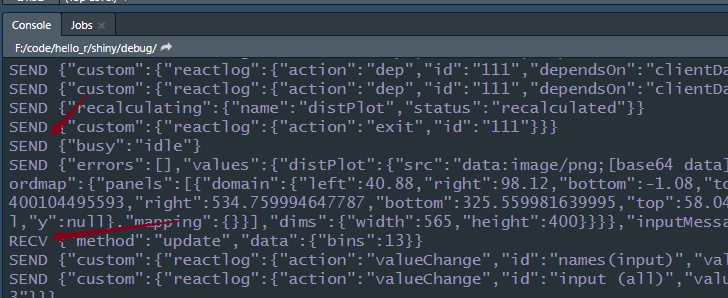 Console Jobs ×
F:/code/hello_r/shiny/debug/
SEND {"custom":{"reactlog":{"action":"dep","id":"111","dependsOn":"clientDa
SEND {"custom":{"reactlog":{"action":"dep","id":"111","dependsOn":"clientDa
SEND {"recalculating":{"name":"distPlot","status":"recalculated"}}
SEND {"custom":{"reactlog":{"action":"exit","id":"111"}}}
SEND {"busy":"idle"}
SEND {"errors":[],"values":{"distPlot":{"src":"data:image/png;[base64 data]
ordmap":{"panels":[{"domain":{"left":40.88,"right":98.12,"bottom":-1.08,"to
400104495593,"right":534.759994647787,"bottom":325.559981639995,"top":58.04
l,"y":null},"mapping":{}}],"dims":{"width":565,"height":400}}}},"inputMessa
RECV {"method":"update","data":{"bins":13}}
SEND {"custom":{"reactlog":{"action":"valueChange","id":"names(input)","val
SEND {"custom":{"reactlog":{"action":"valueChange","id":"input (all)","valu
3"}}}